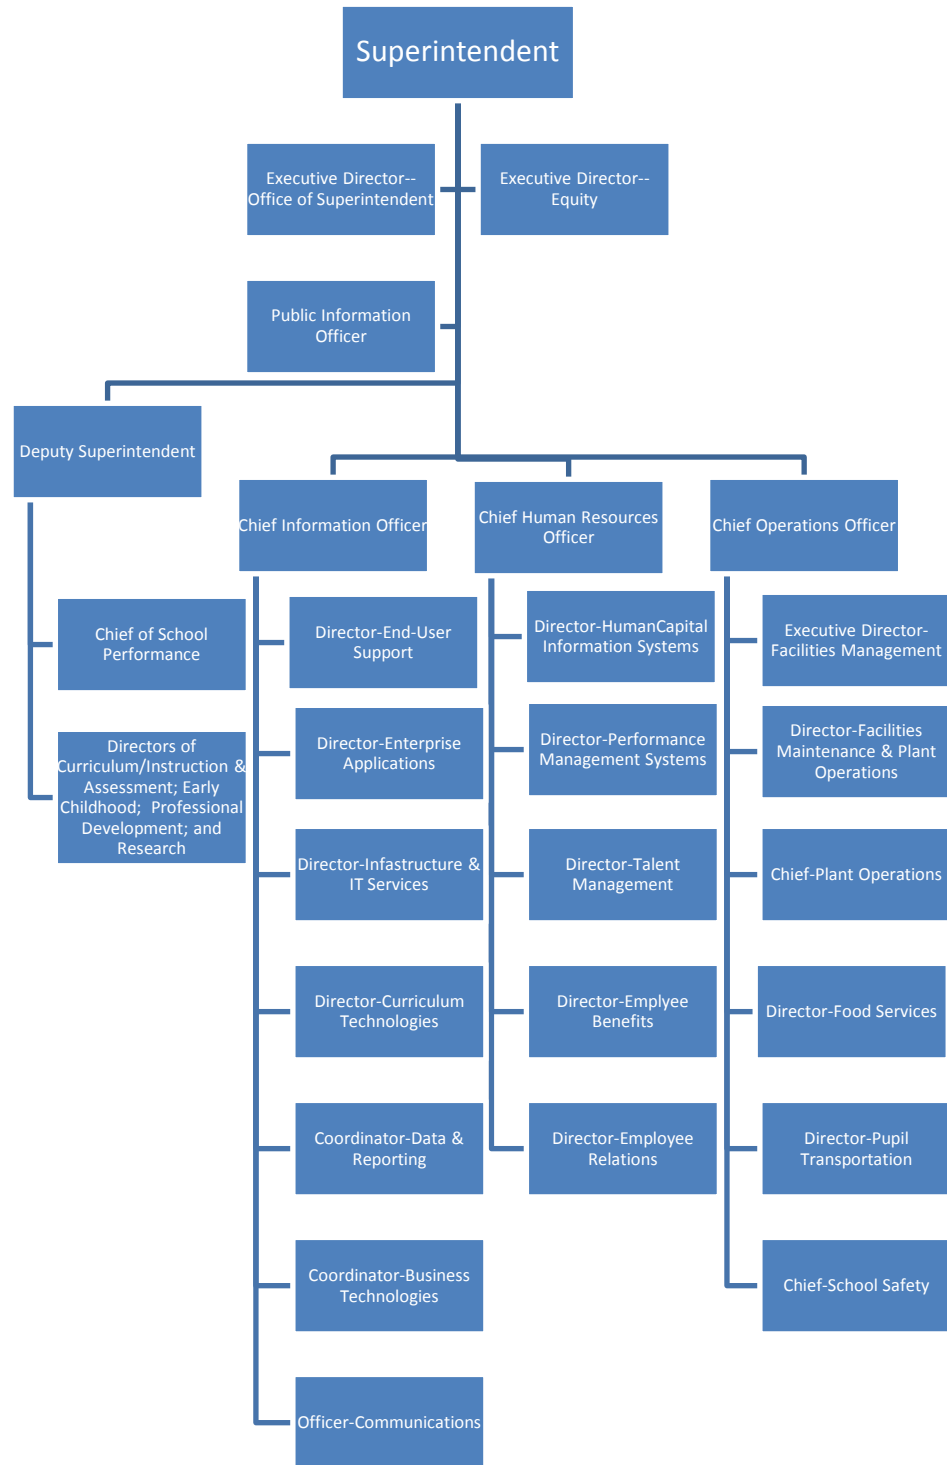 Superintendent
Executive Director--
Office of Superintendent
Executive Director--
Equity
Public Information
Officer
Deputy Superintendent
Chief of School
Performance
Directors of
Curriculum/Instruction &
Assessment; Early
Childhood; Professional
Development; and
Research
Chief Information Officer
Director-End-User
Support
Director-Enterprise
Applications
Director-Infastructure &
IT Services
Director-Curriculum
Technologies
Coordinator-Data &
Reporting
Coordinator-Business
Technologies
Officer-Communications
Chief Human Resources
Officer
Director-HumanCapital
Information Systems
Director-Performance
Management Systems
Director-Talent
Management
Director-Emplyee
Benefits
Director-Employee
Relations
Chief Operations Officer
Executive Director-
Facilities Management
Director-Facilities
Maintenance & Plant
Operations
Chief-Plant Operations
Director-Food Services
Director-Pupil
Transportation
Chief-School Safety